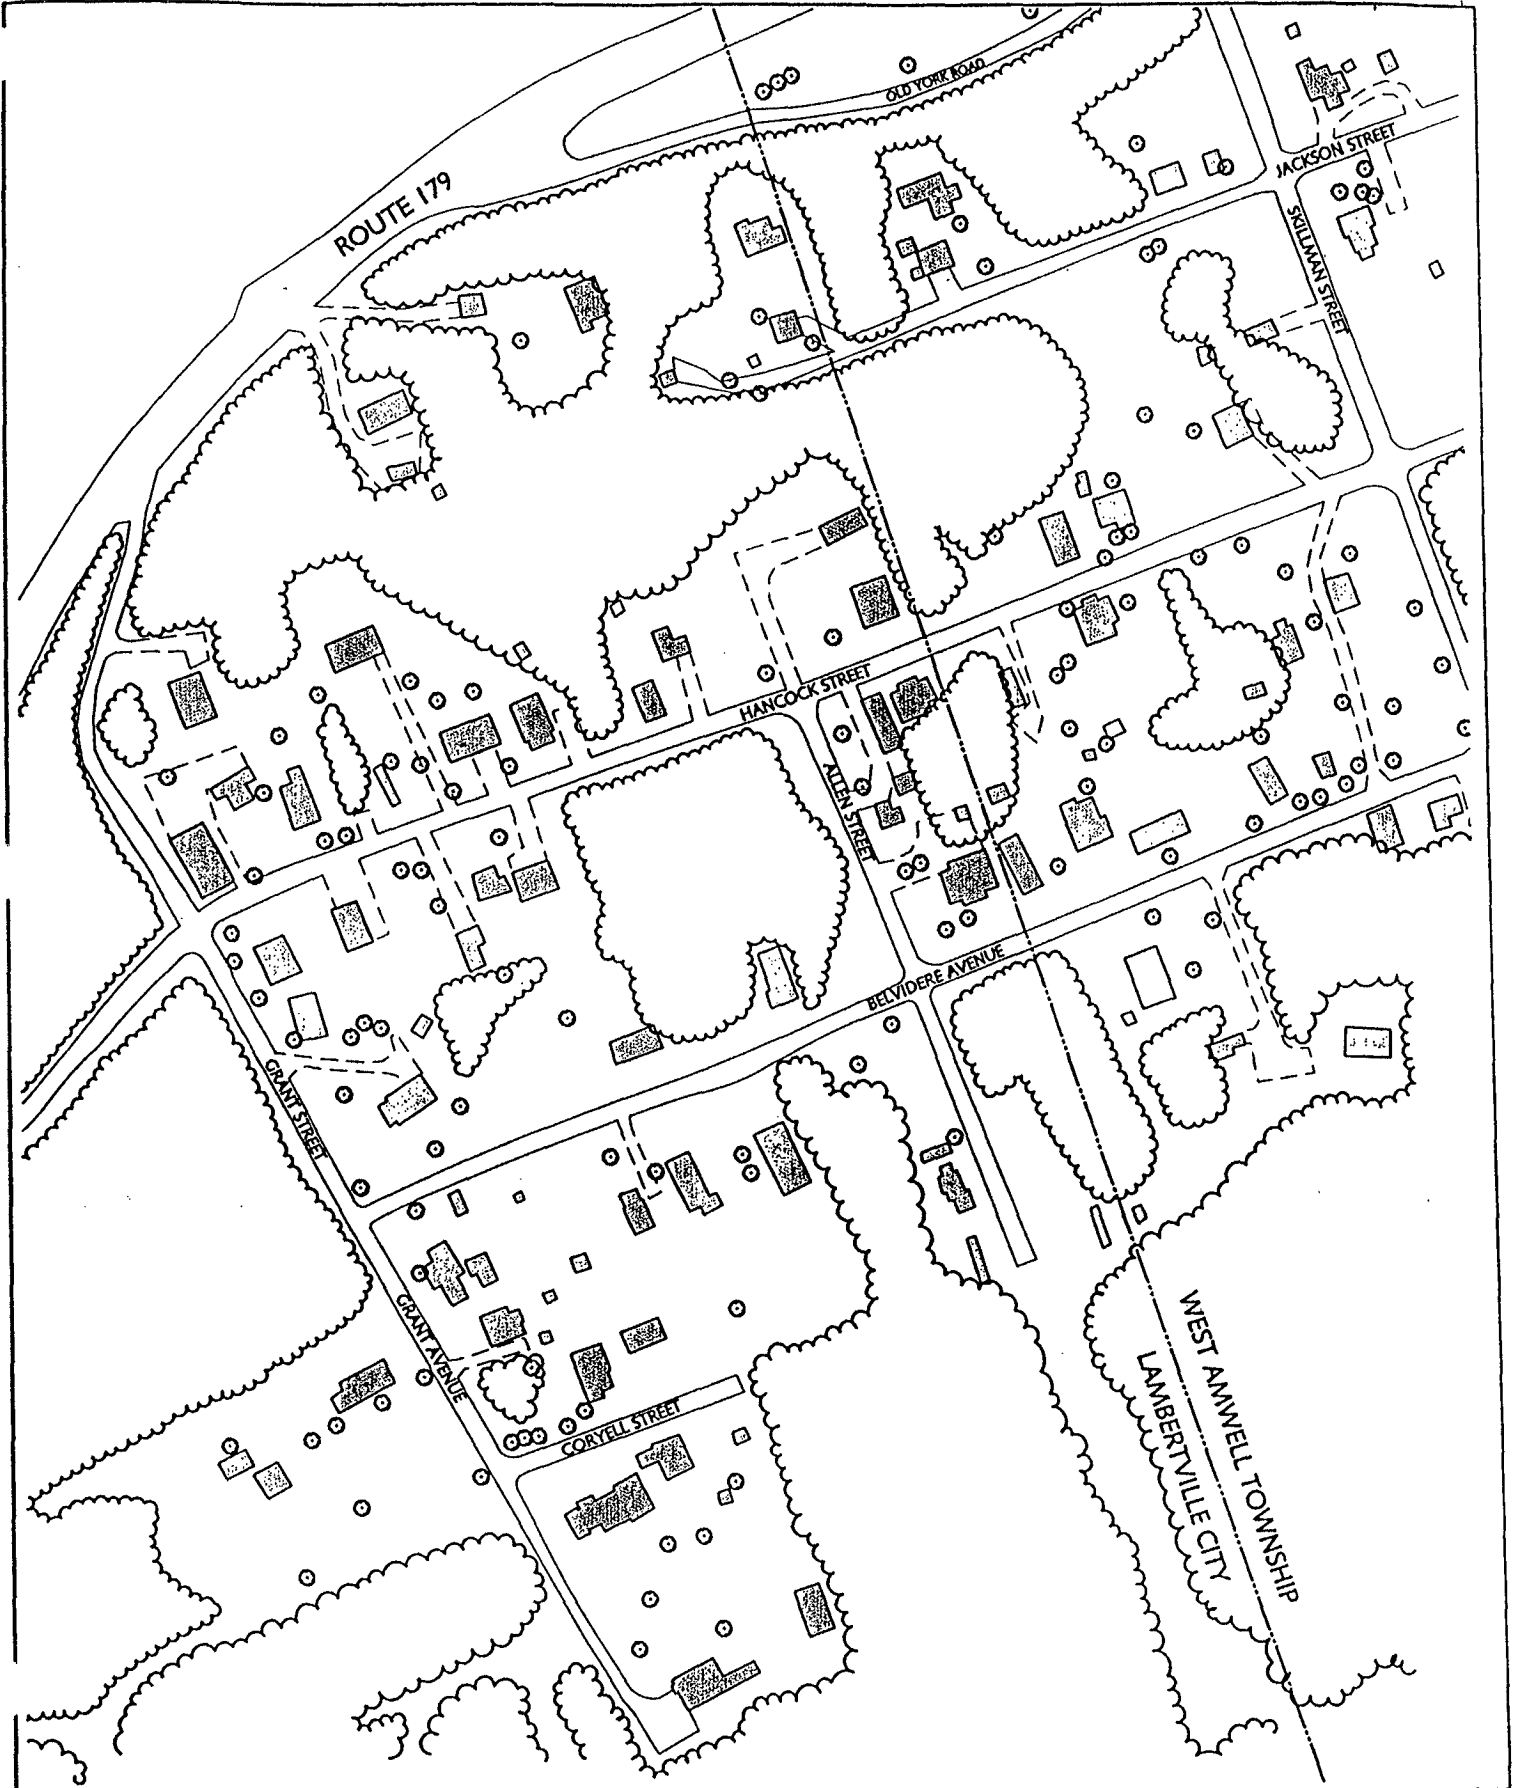 OLD YORK ROAD
JACKSON STREET
ROUTE 179
SKILLMAN STREET
HANCOCK STREET
ALLEN STREET
BELVIDERE AVENUE
GRANT STREET
GRANT AVENUE
CORYELL STREET
WEST AMWELL TOWNSHIP
LAMBERTVILLE CITY